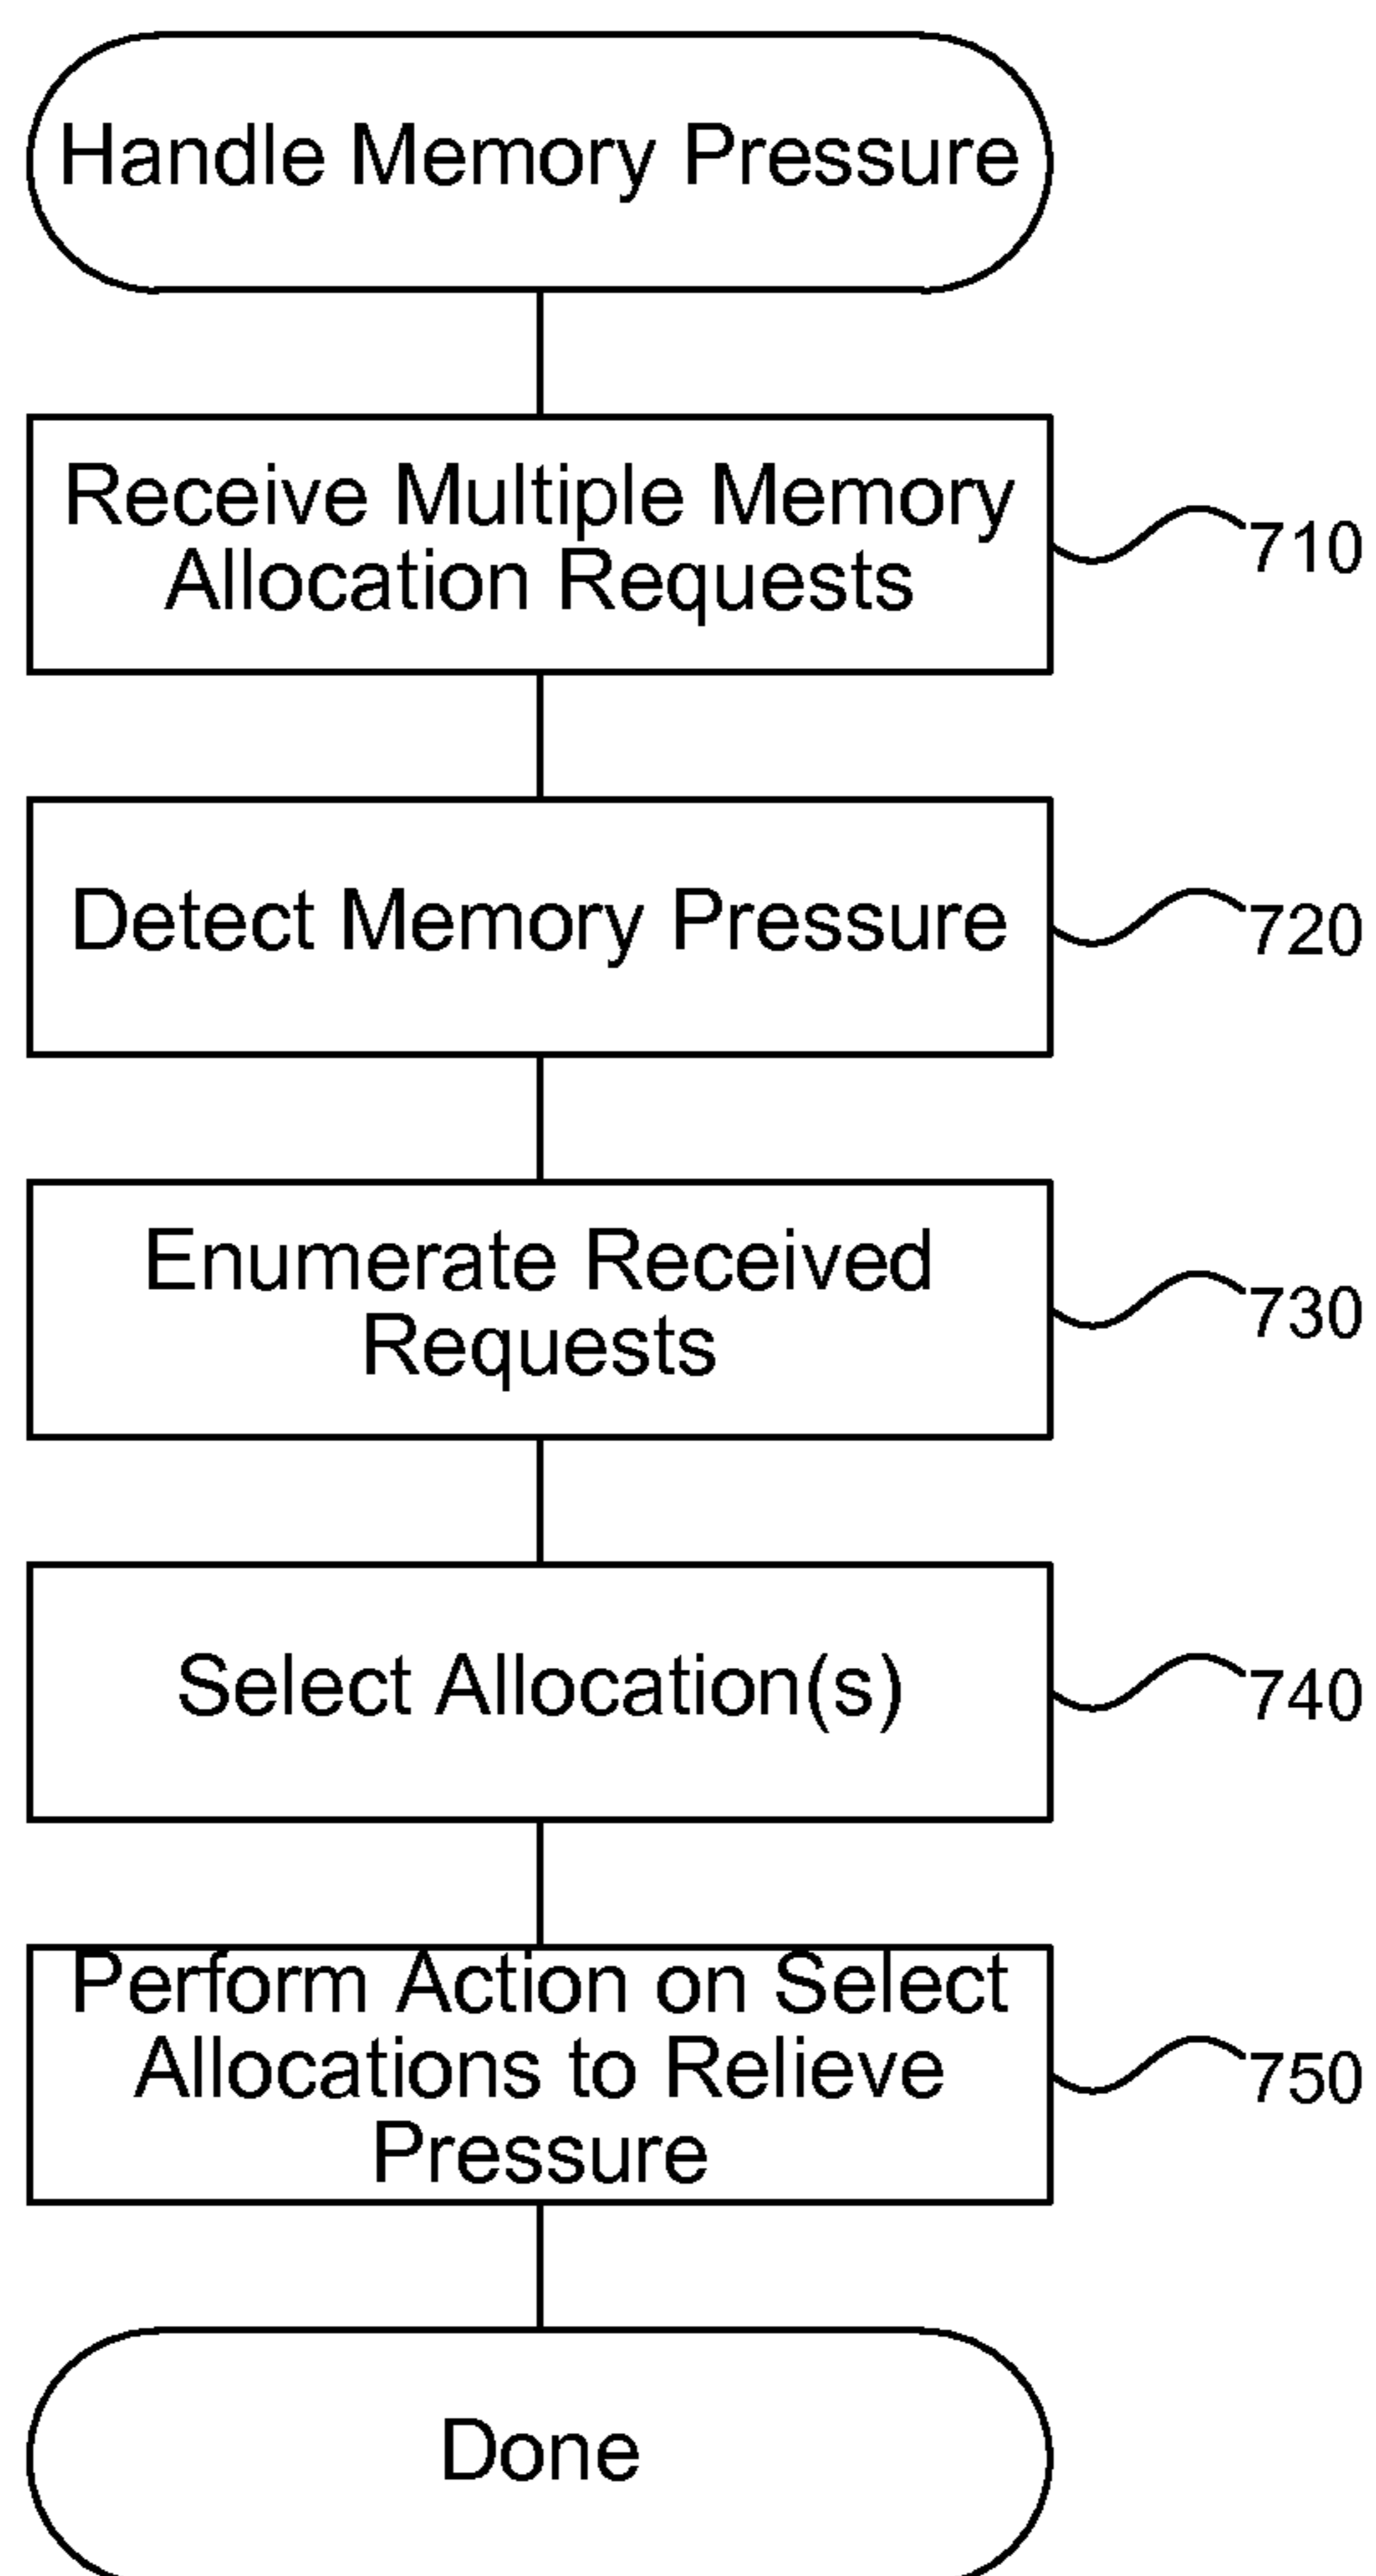 Handle Memory Pressure
Receive Multiple Memory
Allocation Requests
710
Detect Memory Pressure
720
Enumerate Received
Requests
730
Select Allocation(s)
740
Perform Action on Select
Allocations to Relieve
Pressure
750
Done